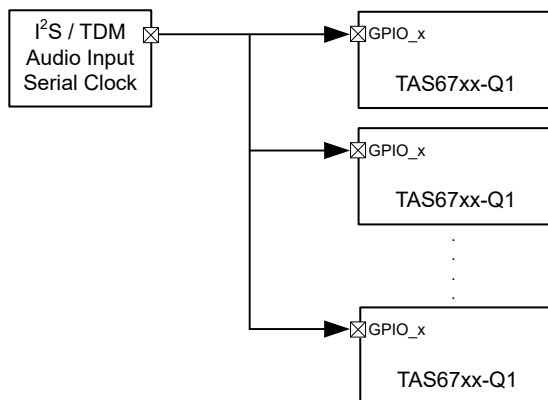 I²S / TDM
Audio Input
Serial Clock
GPIO_x
TAS67xx-Q1
GPIO_x
TAS67xx-Q1
GPIO_x
TAS67xx-Q1